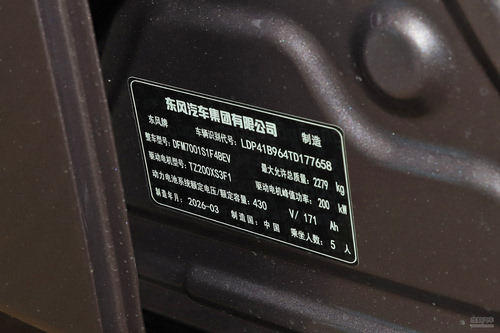 东风汽车集团有限公司 制造
东风牌 车辆识别代号: LDP41B964TD177658
整车型号: DFM7001S1F4BEV 最大允许总质量: 2279 kg
驱动电机型号: TZ200XS3F1 驱动电机峰值功率: 200 kW
动力电池系统额定电压/额定容量: 430 V/ 171 Ah
制造年月: 2026-03 制造国: 中国 乘坐人数: 5 人